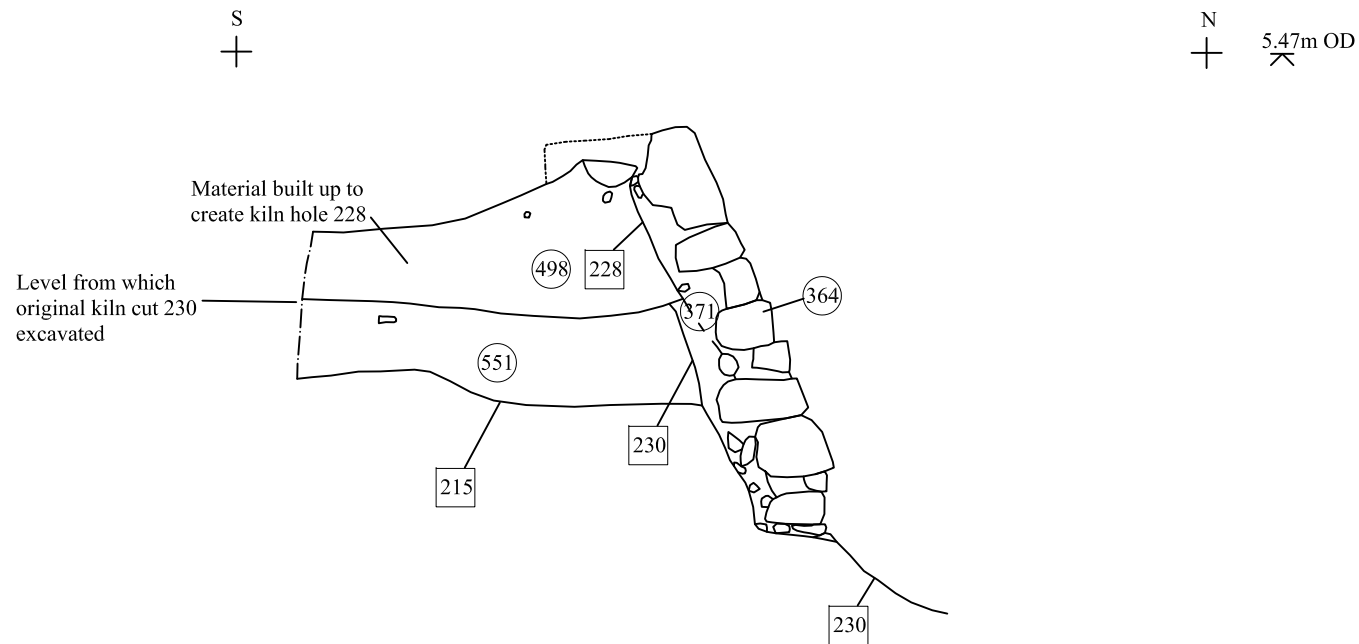 S
N
5.47m OD
Material built up to
create kiln hole 228
498
228
Level from which
original kiln cut 230
excavated
371
364
551
230
215
230